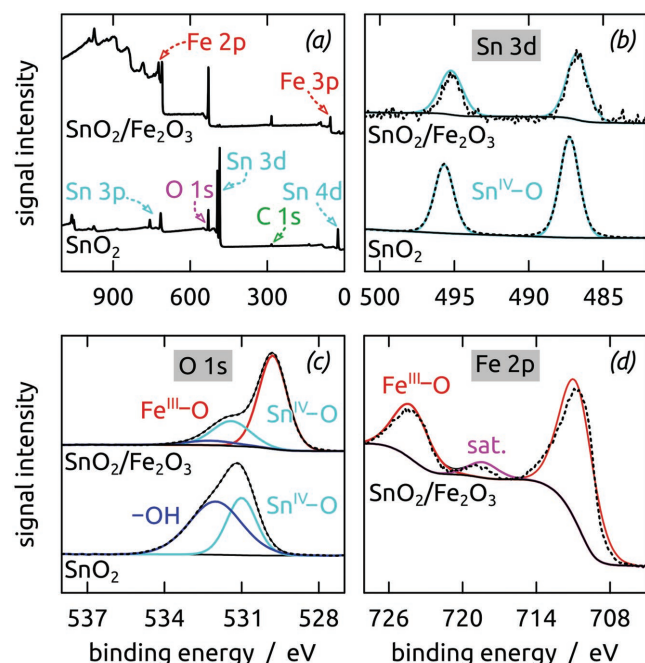 signal intensity
(a)
Fe 2p
Fe 3p
SnO₂/Fe₂O₃
Sn 3d
Sn 3p
O 1s
Sn 4d
C 1s
SnO₂
900 600 300 0
Sn 3d
(b)
SnO₂/Fe₂O₃
Snᴵⱽ–O
SnO₂
500 495 490 485
signal intensity
O 1s
(c)
Feᴵᴵᴵ–O
Snᴵⱽ–O
SnO₂/Fe₂O₃
–OH
Snᴵⱽ–O
SnO₂
537 534 531 528
binding energy / eV
Fe 2p
(d)
Feᴵᴵᴵ–O
sat.
SnO₂/Fe₂O₃
726 720 714 708
binding energy / eV